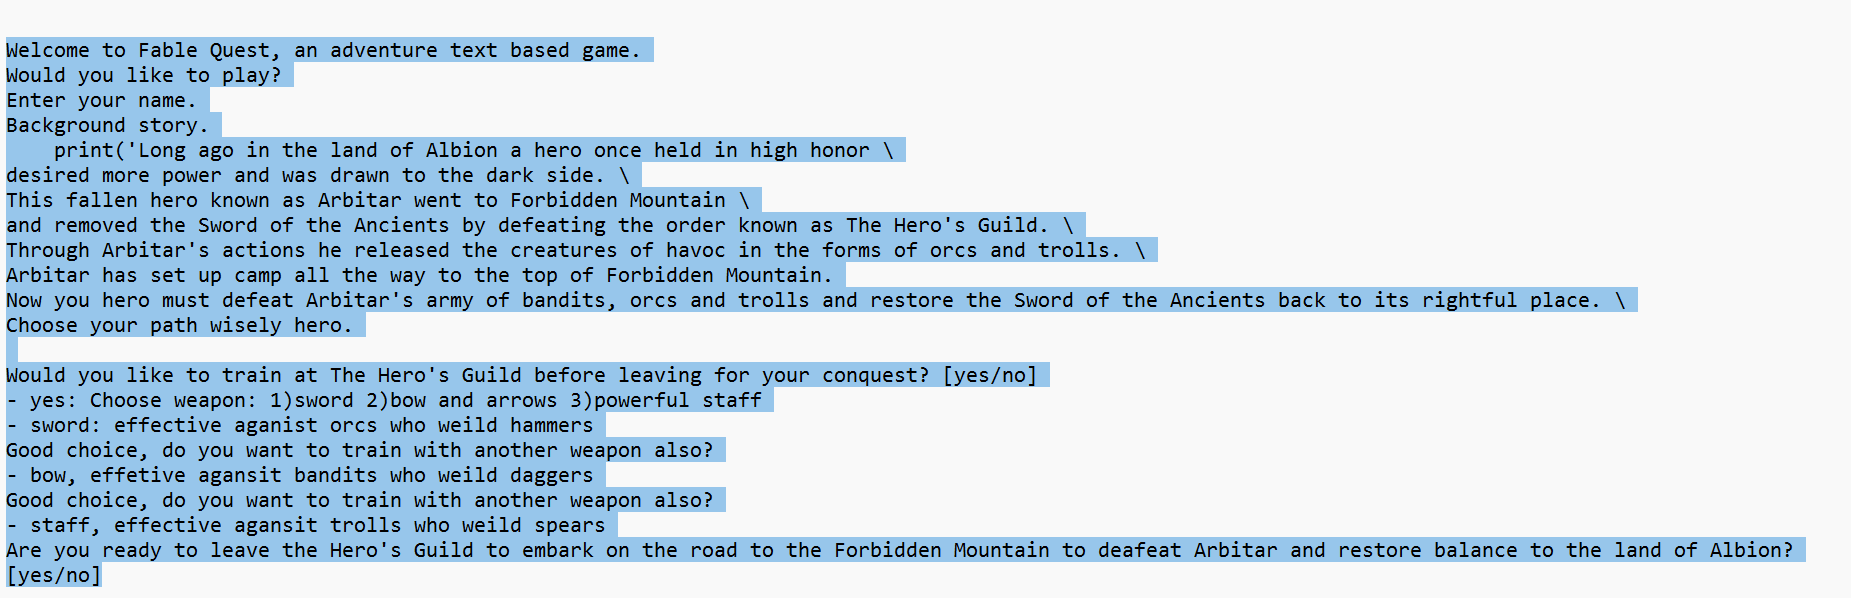 Welcome to Fable Quest, an adventure text based game.
Would you like to play?
Enter your name.
Background story.
    print('Long ago in the land of Albion a hero once held in high honor \
desired more power and was drawn to the dark side. \
This fallen hero known as Arbitar went to Forbidden Mountain \
and removed the Sword of the Ancients by defeating the order known as The Hero's Guild. \
Through Arbitar's actions he released the creatures of havoc in the forms of orcs and trolls. \
Arbitar has set up camp all the way to the top of Forbidden Mountain.
Now you hero must defeat Arbitar's army of bandits, orcs and trolls and restore the Sword of the Ancients back to its rightful place. \
Choose your path wisely hero.

Would you like to train at The Hero's Guild before leaving for your conquest? [yes/no]
- yes: Choose weapon: 1)sword 2)bow and arrows 3)powerful staff
- sword: effective aganist orcs who weild hammers
Good choice, do you want to train with another weapon also?
- bow, effetive agansit bandits who weild daggers
Good choice, do you want to train with another weapon also?
- staff, effective agansit trolls who weild spears
Are you ready to leave the Hero's Guild to embark on the road to the Forbidden Mountain to deafeat Arbitar and restore balance to the land of Albion?
[yes/no]